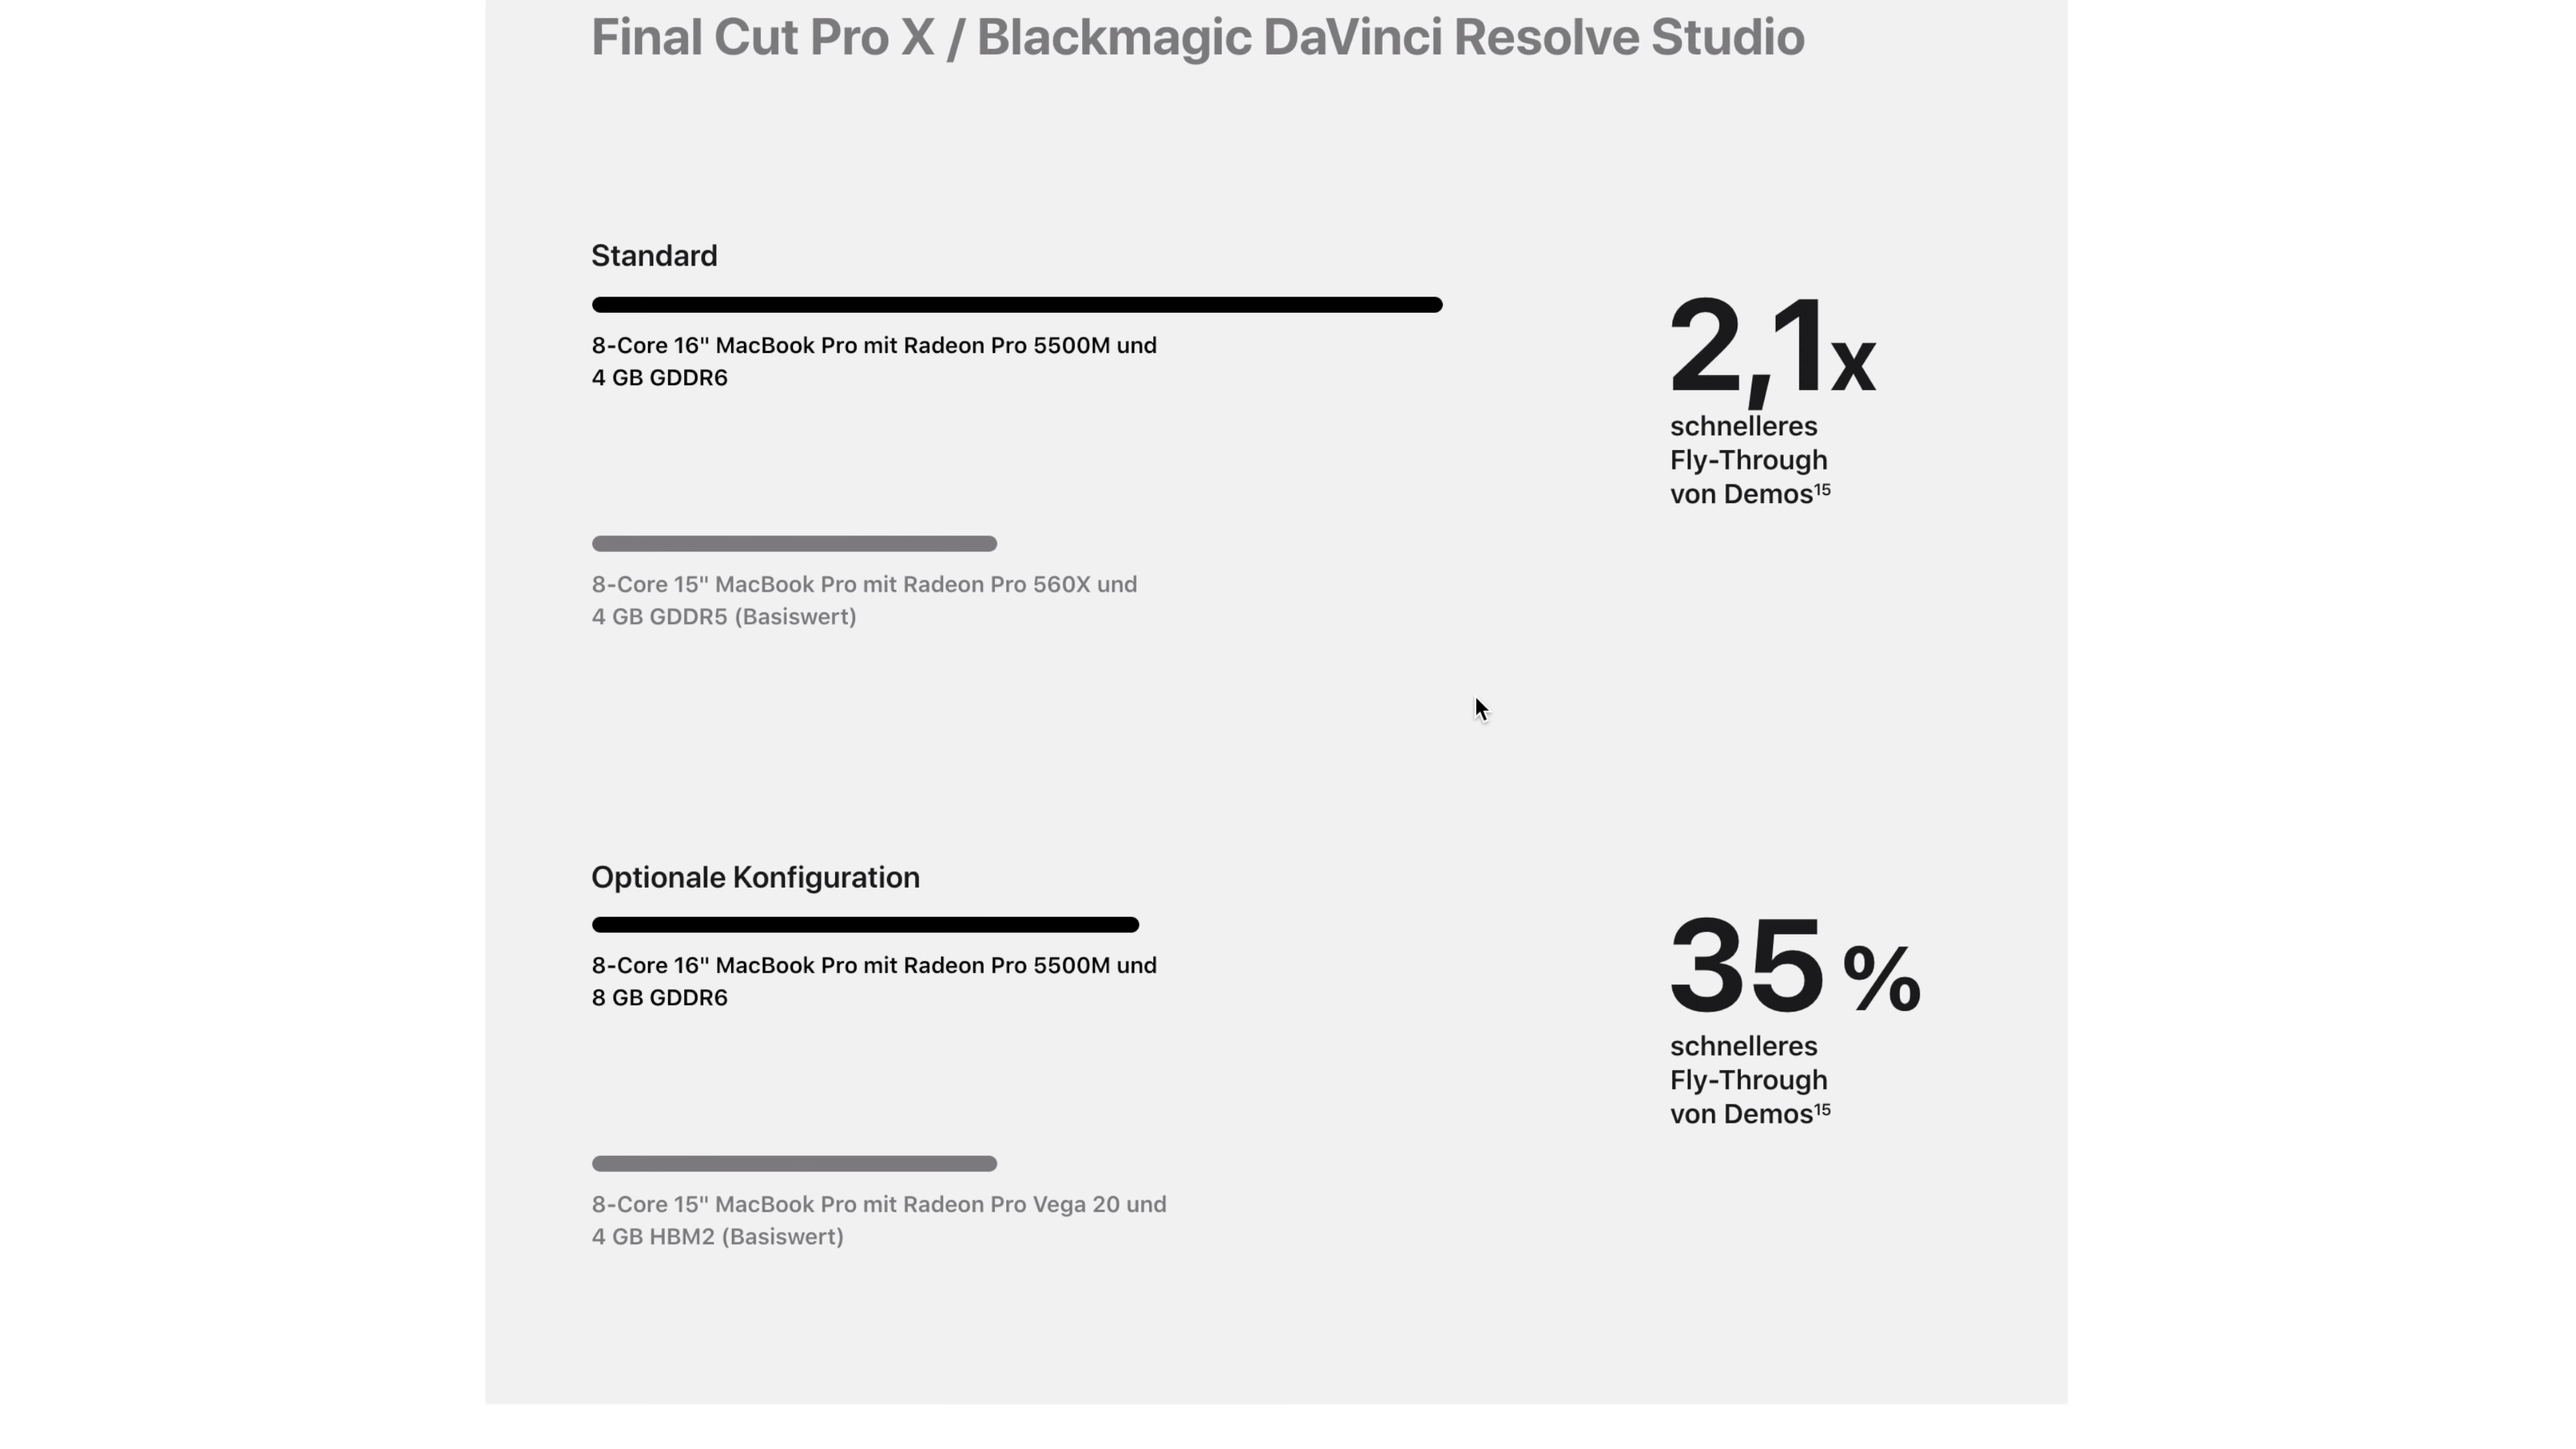 Final Cut Pro X / Blackmagic DaVinci Resolve Studio
Standard
8-Core 16" MacBook Pro mit Radeon Pro 5500M und
4 GB GDDR6
2,1x
schnelleres
Fly-Through
von Demos¹⁵
8-Core 15" MacBook Pro mit Radeon Pro 560X und
4 GB GDDR5 (Basiswert)
Optionale Konfiguration
8-Core 16" MacBook Pro mit Radeon Pro 5500M und
8 GB GDDR6
35 %
schnelleres
Fly-Through
von Demos¹⁵
8-Core 15" MacBook Pro mit Radeon Pro Vega 20 und
4 GB HBM2 (Basiswert)